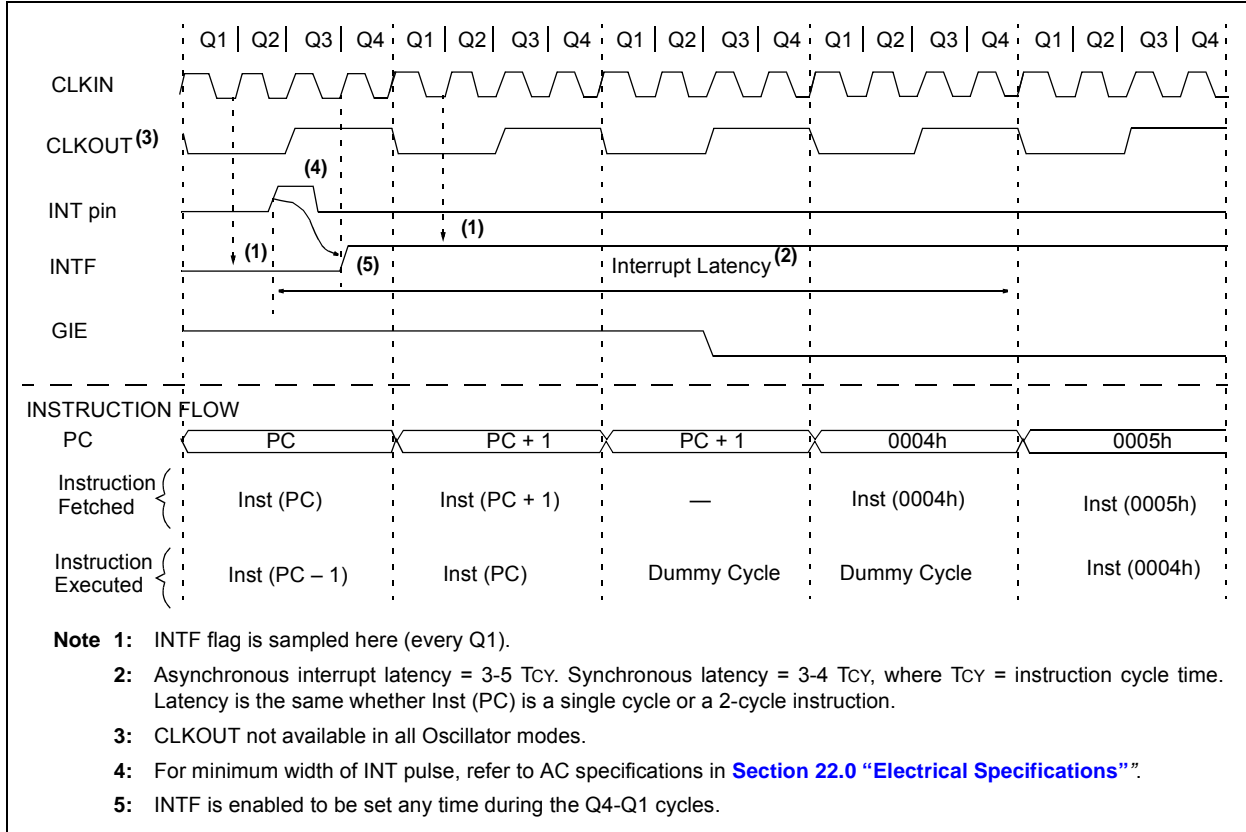 Q1 Q2 Q3 Q4 Q1 Q2 Q3 Q4 Q1 Q2 Q3 Q4 Q1 Q2 Q3 Q4 Q1 Q2 Q3 Q4
CLKIN
CLKOUT (3)
(4)
INT pin
(1)
(1)
INTF
(5)
Interrupt Latency (2)
GIE
INSTRUCTION FLOW
PC PC PC + 1 PC + 1 0004h 0005h
Instruction
Fetched
Inst (PC) Inst (PC + 1) — Inst (0004h) Inst (0005h)
Instruction
Executed
Inst (PC – 1) Inst (PC) Dummy Cycle Dummy Cycle Inst (0004h)
Note 1: INTF flag is sampled here (every Q1).
2: Asynchronous interrupt latency = 3-5 TCY. Synchronous latency = 3-4 TCY, where TCY = instruction cycle time.
Latency is the same whether Inst (PC) is a single cycle or a 2-cycle instruction.
3: CLKOUT not available in all Oscillator modes.
4: For minimum width of INT pulse, refer to AC specifications in Section 22.0 “Electrical Specifications””.
5: INTF is enabled to be set any time during the Q4-Q1 cycles.